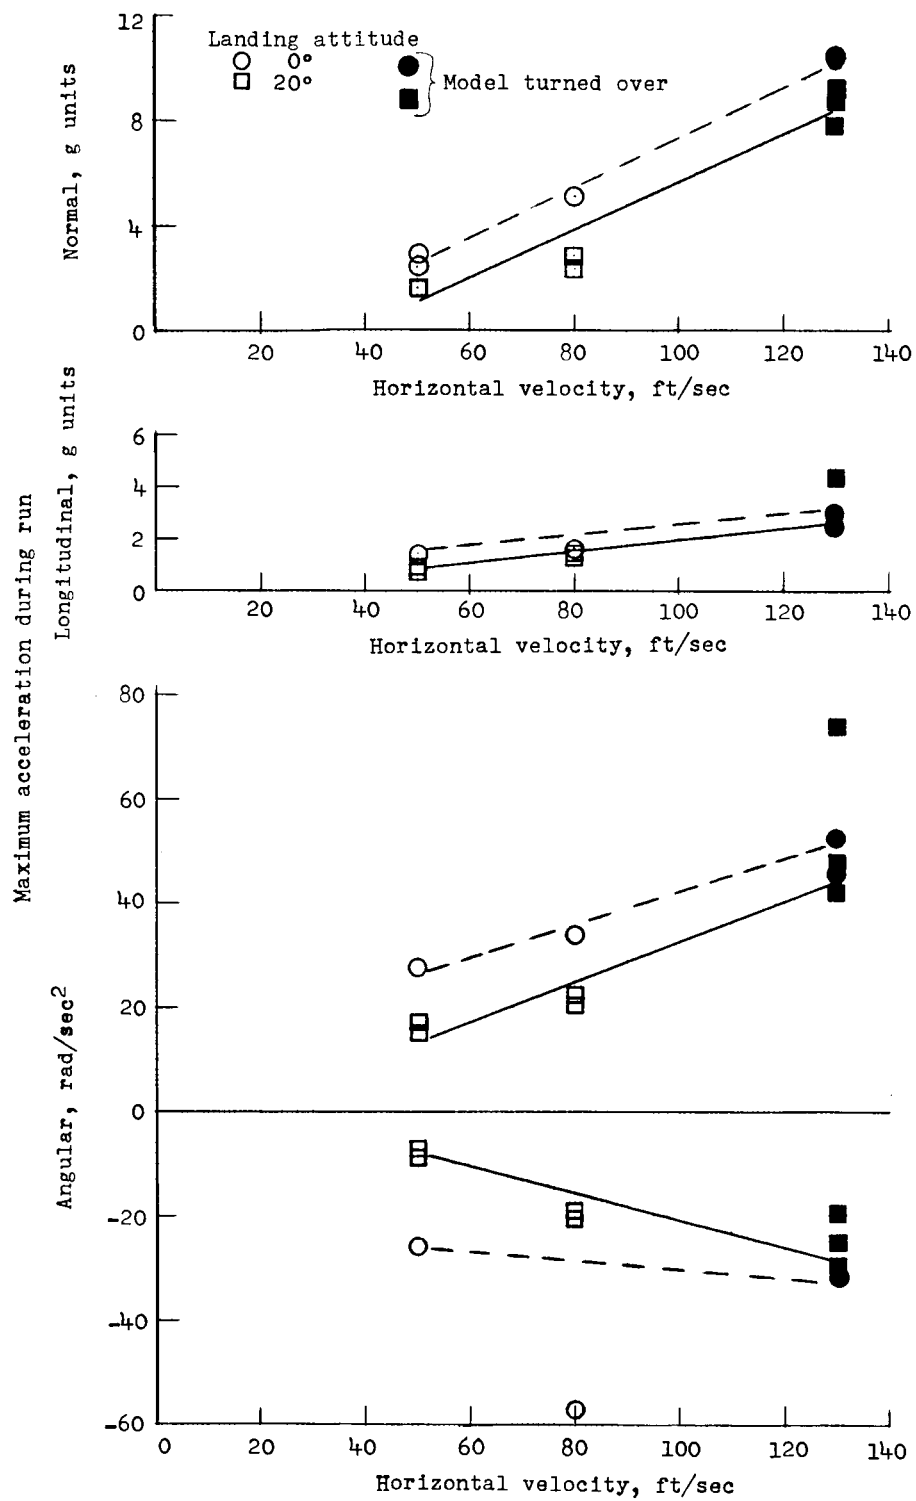 Maximum acceleration during run
Normal, g units
12
8
4
0
Landing attitude
0°
20°
Model turned over
20 40 60 80 100 120 140
Horizontal velocity, ft/sec
Longitudinal, g units
6
4
2
0
20 40 60 80 100 120 140
Horizontal velocity, ft/sec
Angular, rad/sec²
80
60
40
20
0
-20
-40
-60
0 20 40 60 80 100 120 140
Horizontal velocity, ft/sec